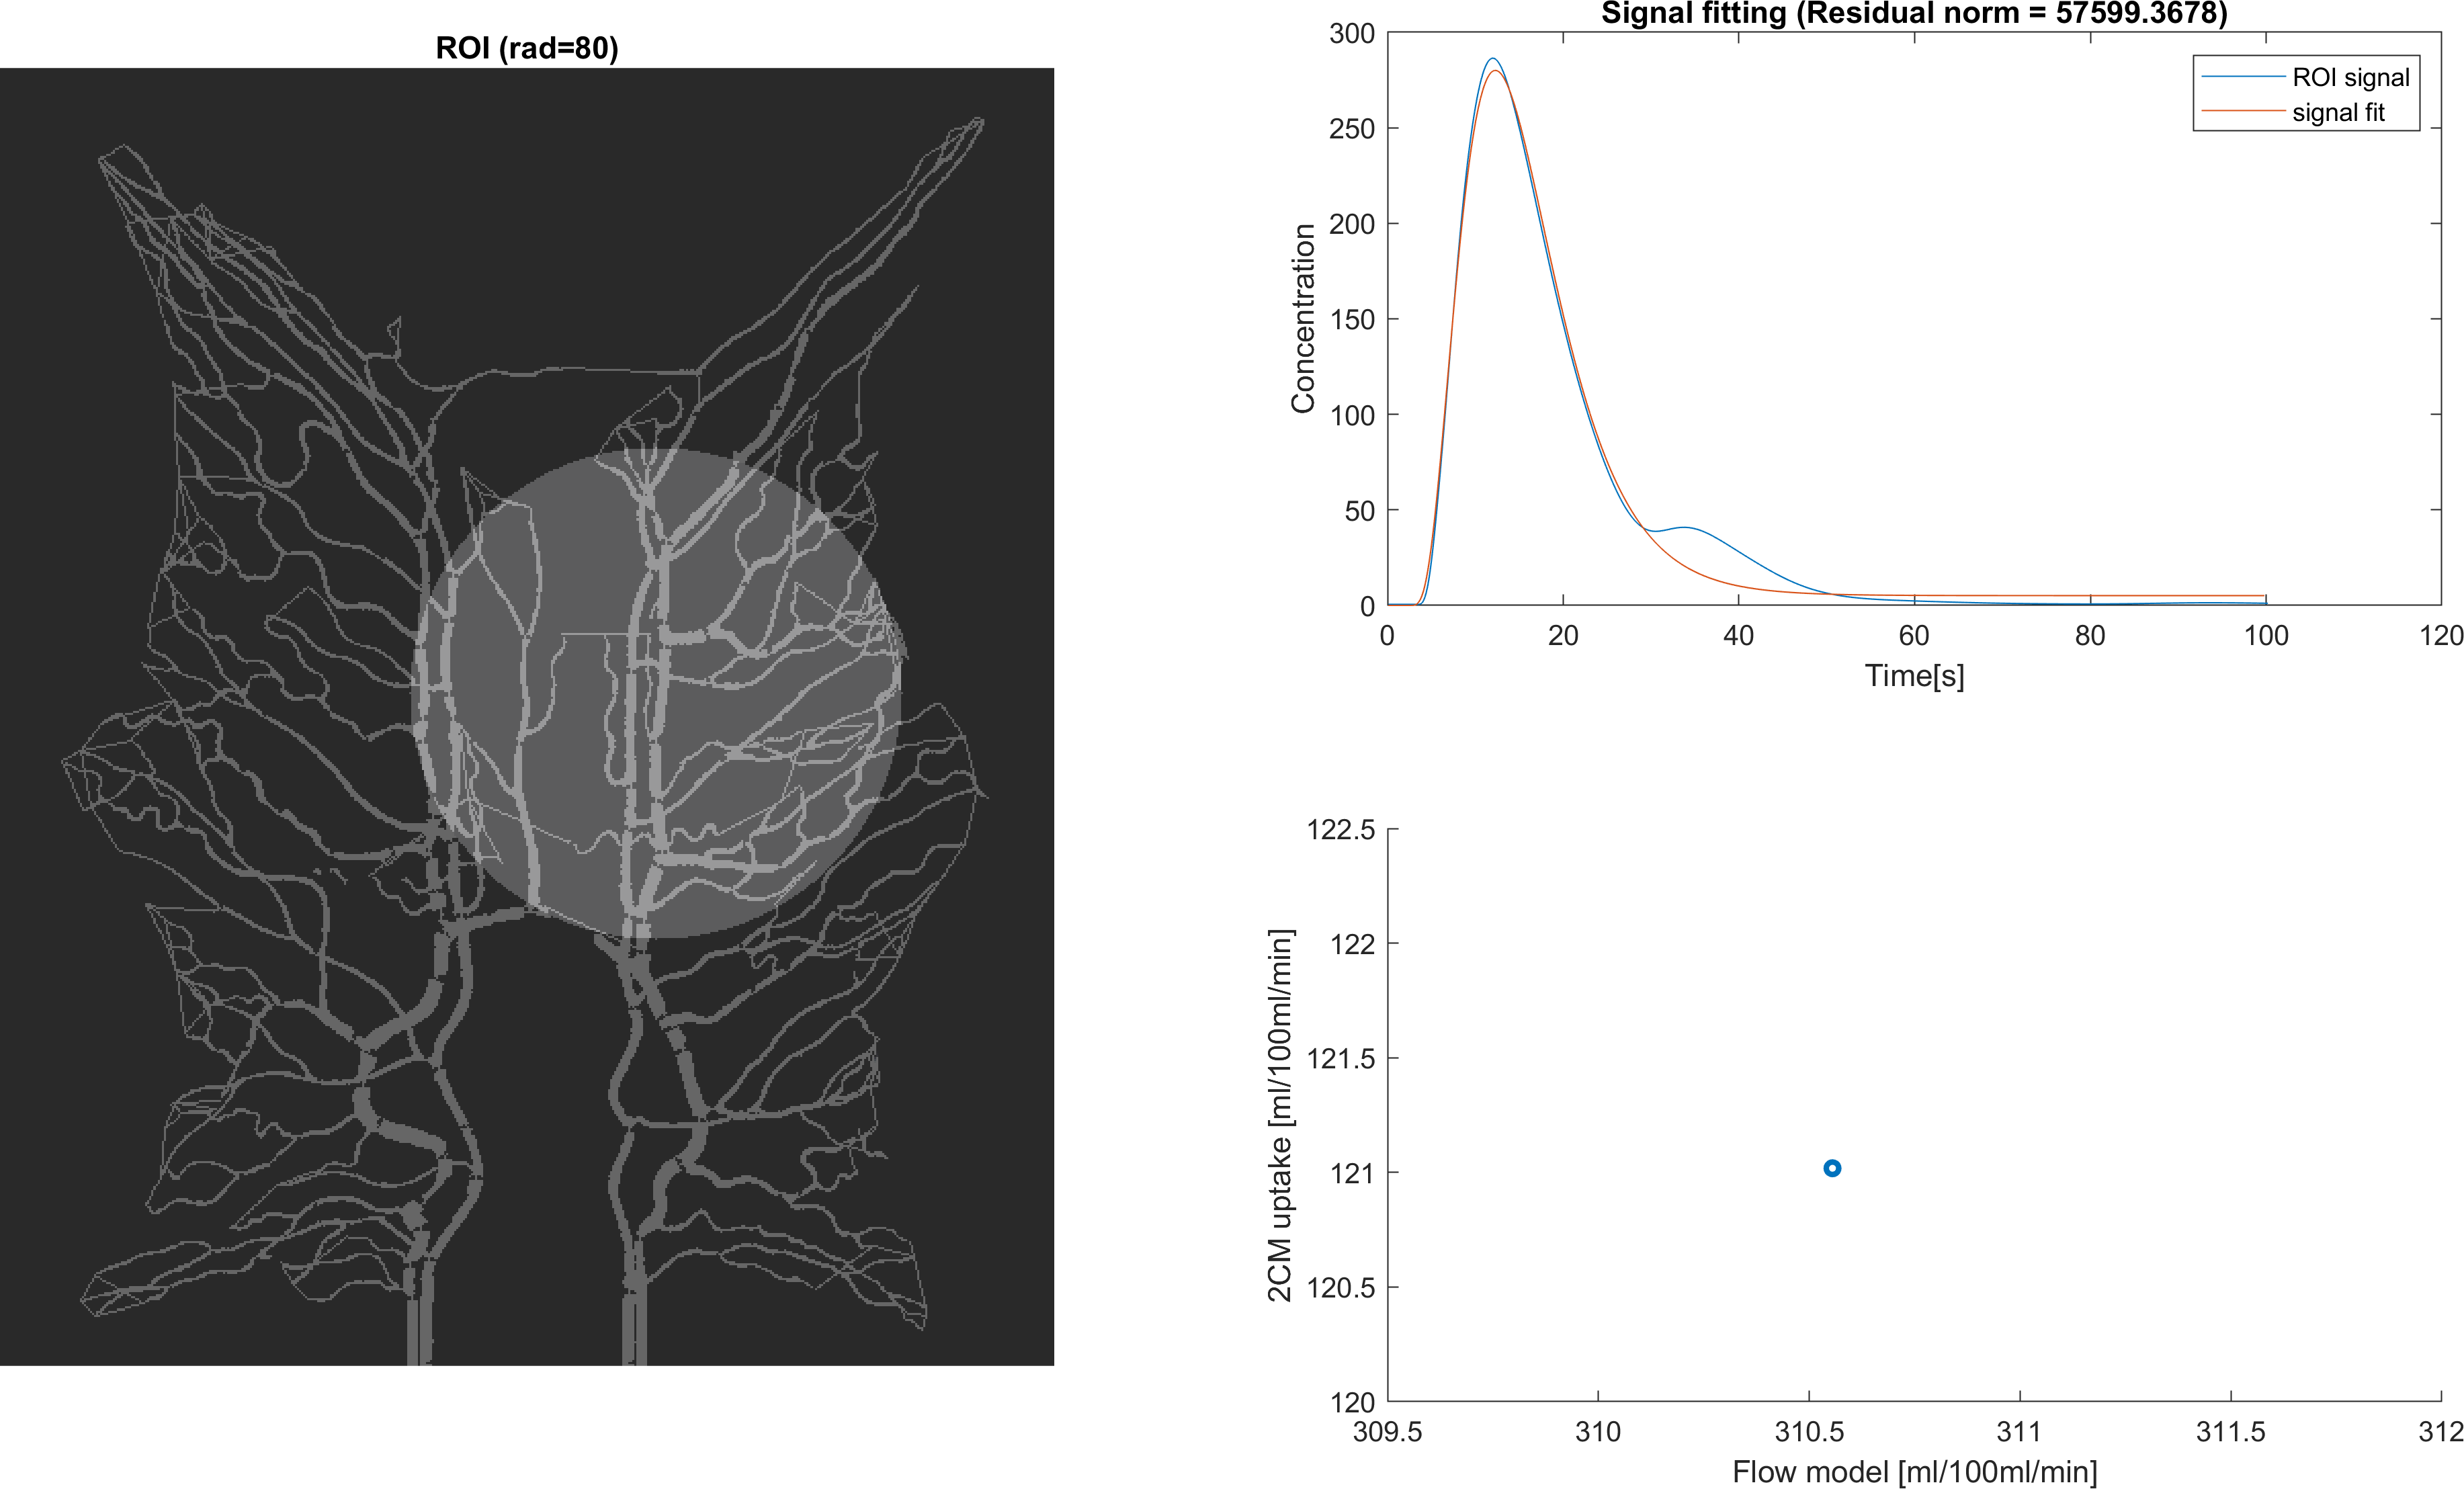 ROI (rad=80)
Signal fitting (Residual norm = 57599.3678)
300
250
200
150
100
50
0
Concentration
ROI signal
signal fit
0 20 40 60 80 100 120
Time[s]
122.5
122
121.5
121
120.5
120
2CM uptake [ml/100ml/min]
309.5 310 310.5 311 311.5 312
Flow model [ml/100ml/min]